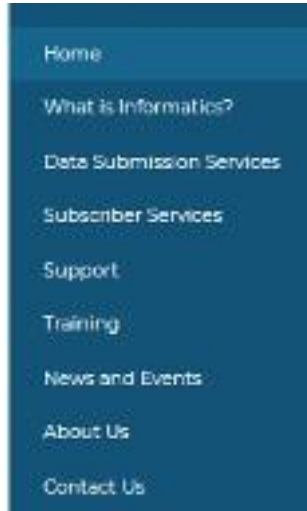 Home
What is Informatics?
Data Submission Services
Subscriber Services
Support
Training
News and Events
About Us
Contact Us